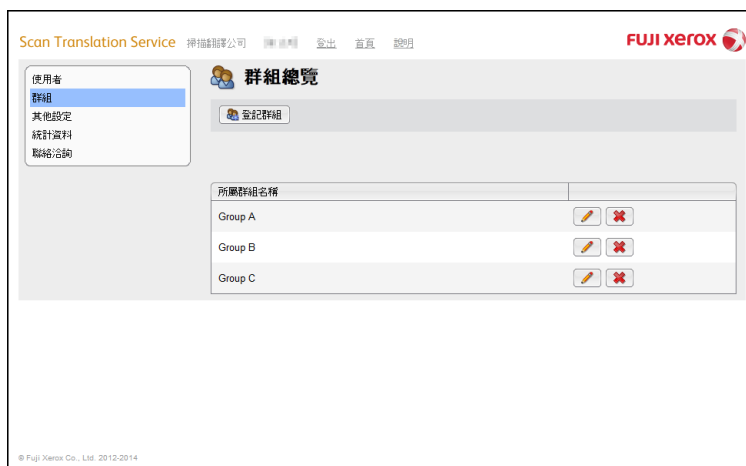 Scan Translation Service 掃描翻譯公司 登出 首頁 說明
FUJI XEROX
使用者
群組
其他設定
統計資料
聯絡洽詢
群組總覽
登記群組
所屬群組名稱
Group A
Group B
Group C
© Fuji Xerox Co., Ltd. 2012-2014